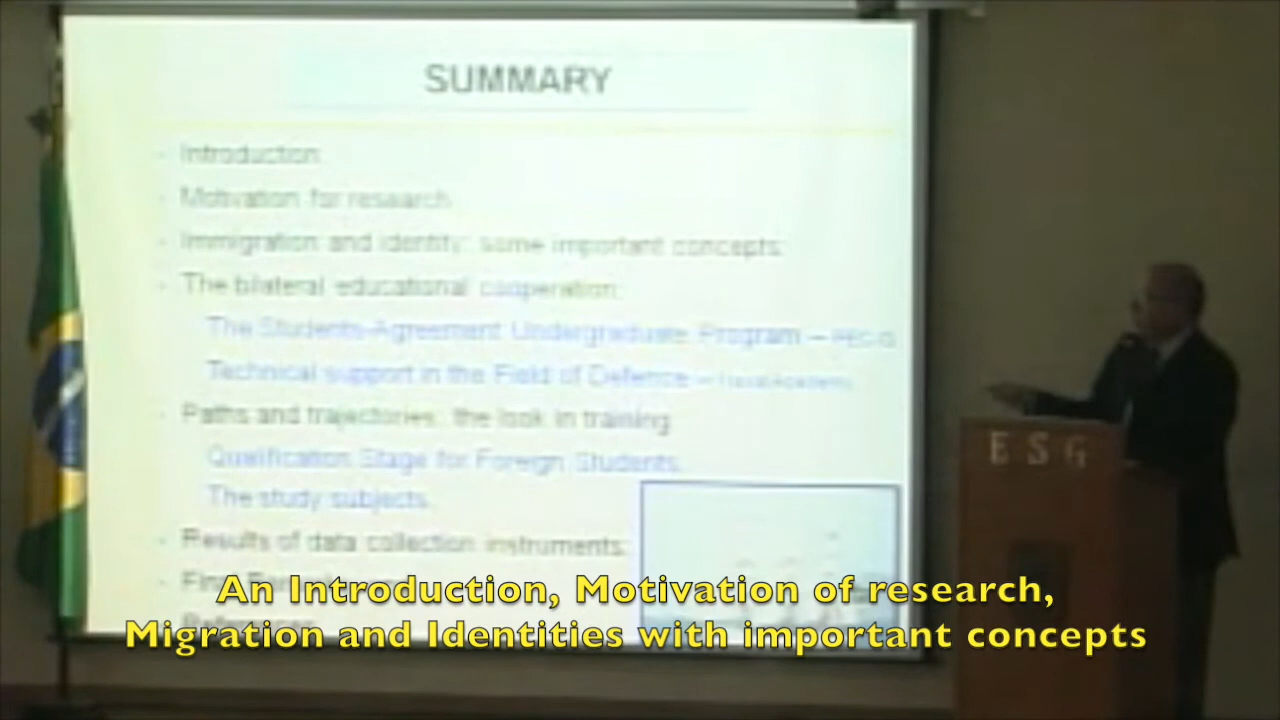 SUMMARY
- Introduction
- Motivation for research
- Immigration and identity: some important concepts
- The bilateral educational cooperation:
The Students-Agreement Undergraduate Program – PEC-G
Technical support in the Field of Defence –
- Paths and trajectories: the look in training
Qualification Stage for Foreign Students
The study subjects
- Results of data collection instruments
ESG
An Introduction, Motivation of research,
Migration and Identities with important concepts